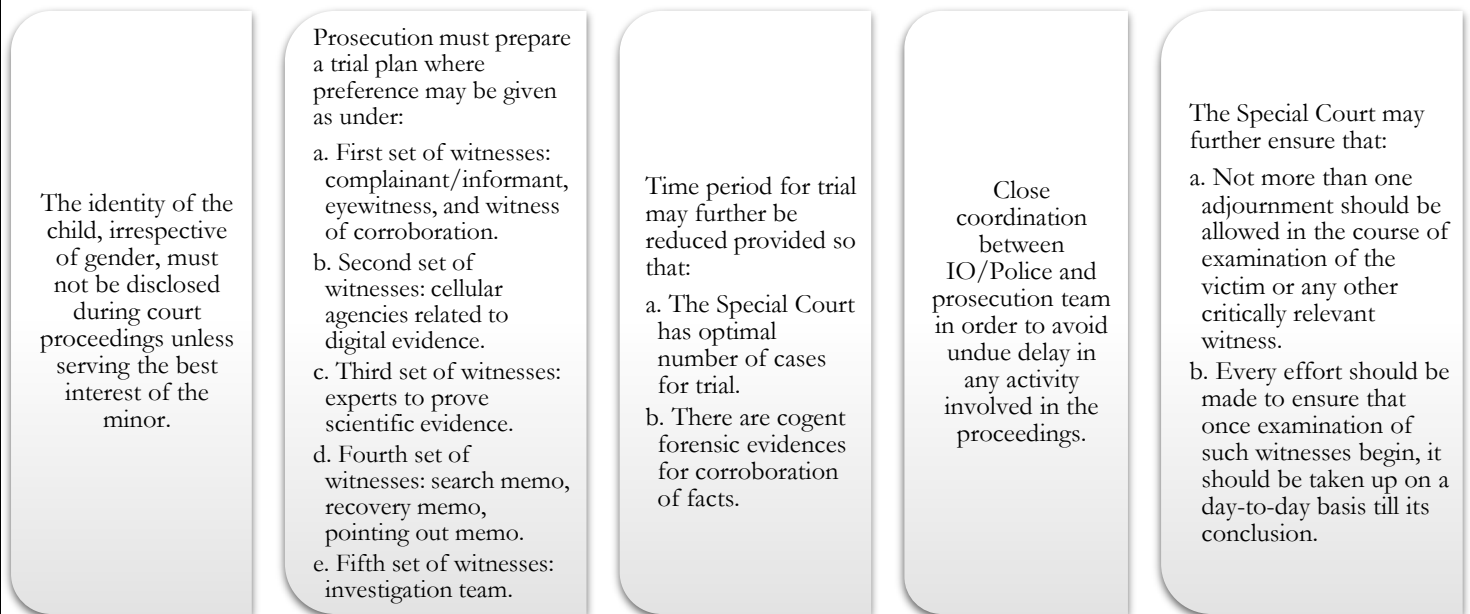 The identity of the
child, irrespective
of gender, must
not be disclosed
during court
proceedings unless
serving the best
interest of the
minor.
Prosecution must prepare
a trial plan where
preference may be given
as under:
a. First set of witnesses:
complainant/informant,
eyewitness, and witness
of corroboration.
b. Second set of
witnesses: cellular
agencies related to
digital evidence.
c. Third set of witnesses:
experts to prove
scientific evidence.
d. Fourth set of
witnesses: search memo,
recovery memo,
pointing out memo.
e. Fifth set of witnesses:
investigation team.
Time period for trial
may further be
reduced provided so
that:
a. The Special Court
has optimal
number of cases
for trial.
b. There are cogent
forensic evidences
for corroboration
of facts.
Close
coordination
between
IO/Police and
prosecution team
in order to avoid
undue delay in
any activity
involved in the
proceedings.
The Special Court may
further ensure that:
a. Not more than one
adjournment should be
allowed in the course of
examination of the
victim or any other
critically relevant
witness.
b. Every effort should be
made to ensure that
once examination of
such witnesses begin, it
should be taken up on a
day-to-day basis till its
conclusion.